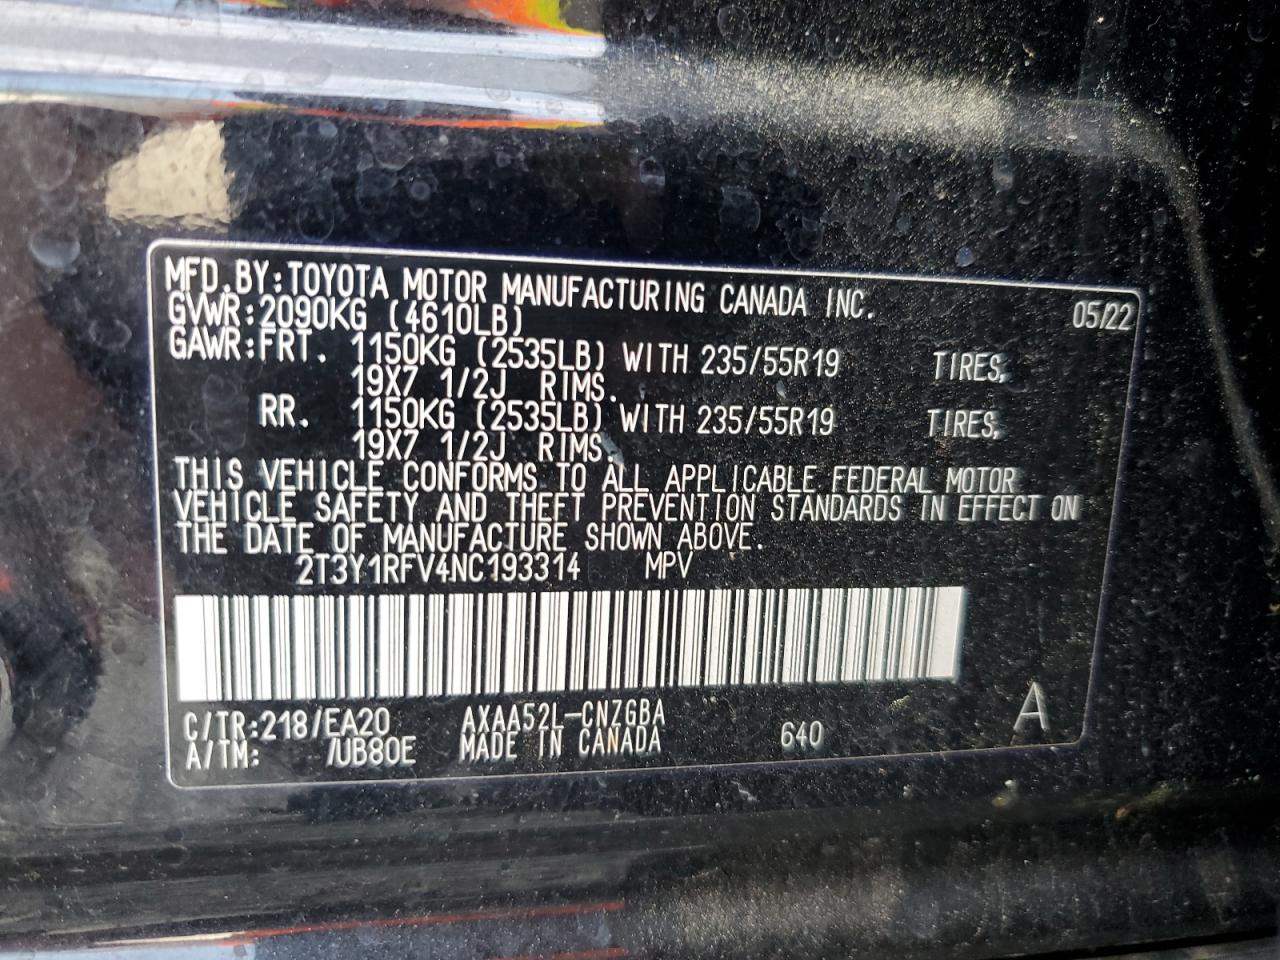 MFD.BY:TOYOTA MOTOR MANUFACTURING CANADA INC. 05/22
GVWR:2090KG (4610LB)
GAWR:FRT. 1150KG (2535LB) WITH 235/55R19 TIRES,
19X7 1/2J RIMS.
RR. 1150KG (2535LB) WITH 235/55R19 TIRES,
19X7 1/2J RIMS.
THIS VEHICLE CONFORMS TO ALL APPLICABLE FEDERAL MOTOR
VEHICLE SAFETY AND THEFT PREVENTION STANDARDS IN EFFECT ON
THE DATE OF MANUFACTURE SHOWN ABOVE.
2T3Y1RFV4NC193314 MPV
C/TR:218/EA20 AXAA52L-CNZGBA A
A/TM: /UB80E MADE IN CANADA 640